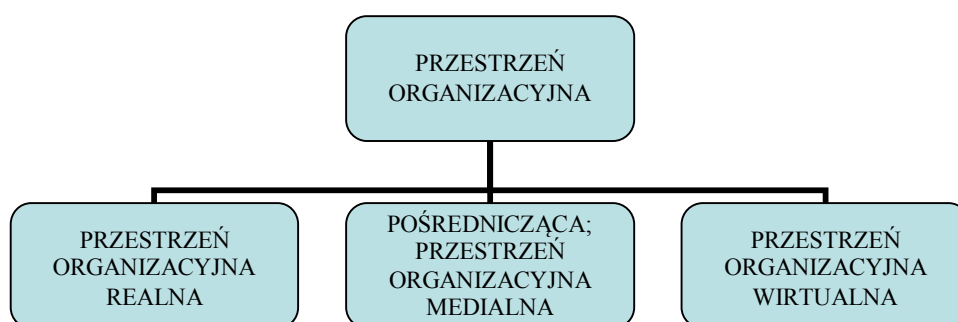 PRZESTRZEŃ
ORGANIZACYJNA
PRZESTRZEŃ
ORGANIZACYJNA
REALNA
POŚREDNICZĄCA;
PRZESTRZEŃ
ORGANIZACYJNA
MEDIALNA
PRZESTRZEŃ
ORGANIZACYJNA
WIRTUALNA